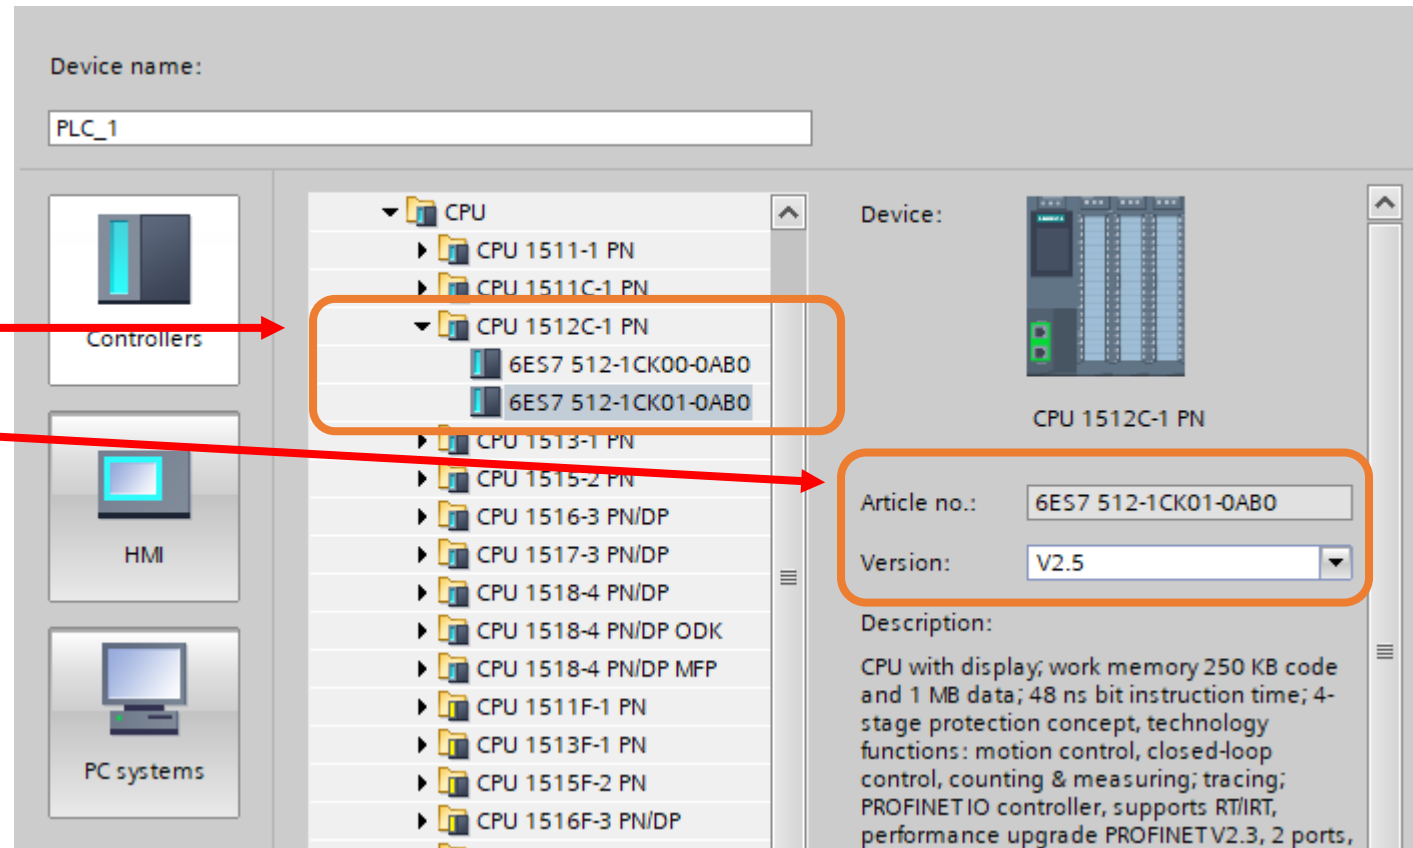 Device name:
PLC_1
Controllers
HMI
PC systems
CPU
CPU 1511-1 PN
CPU 1511C-1 PN
CPU 1512C-1 PN
6ES7 512-1CK00-0AB0
6ES7 512-1CK01-0AB0
CPU 1513-1 PN
CPU 1515-2 PN
CPU 1516-3 PN/DP
CPU 1517-3 PN/DP
CPU 1518-4 PN/DP
CPU 1518-4 PN/DP ODK
CPU 1518-4 PN/DP MFP
CPU 1511F-1 PN
CPU 1513F-1 PN
CPU 1515F-2 PN
CPU 1516F-3 PN/DP
Device:
CPU 1512C-1 PN
Article no.: 6ES7 512-1CK01-0AB0
Version: V2.5
Description:
CPU with display; work memory 250 KB code
and 1 MB data; 48 ns bit instruction time; 4-
stage protection concept, technology
functions: motion control, closed-loop
control, counting & measuring; tracing;
PROFINET IO controller, supports RT/IRT,
performance upgrade PROFINET V2.3, 2 ports,